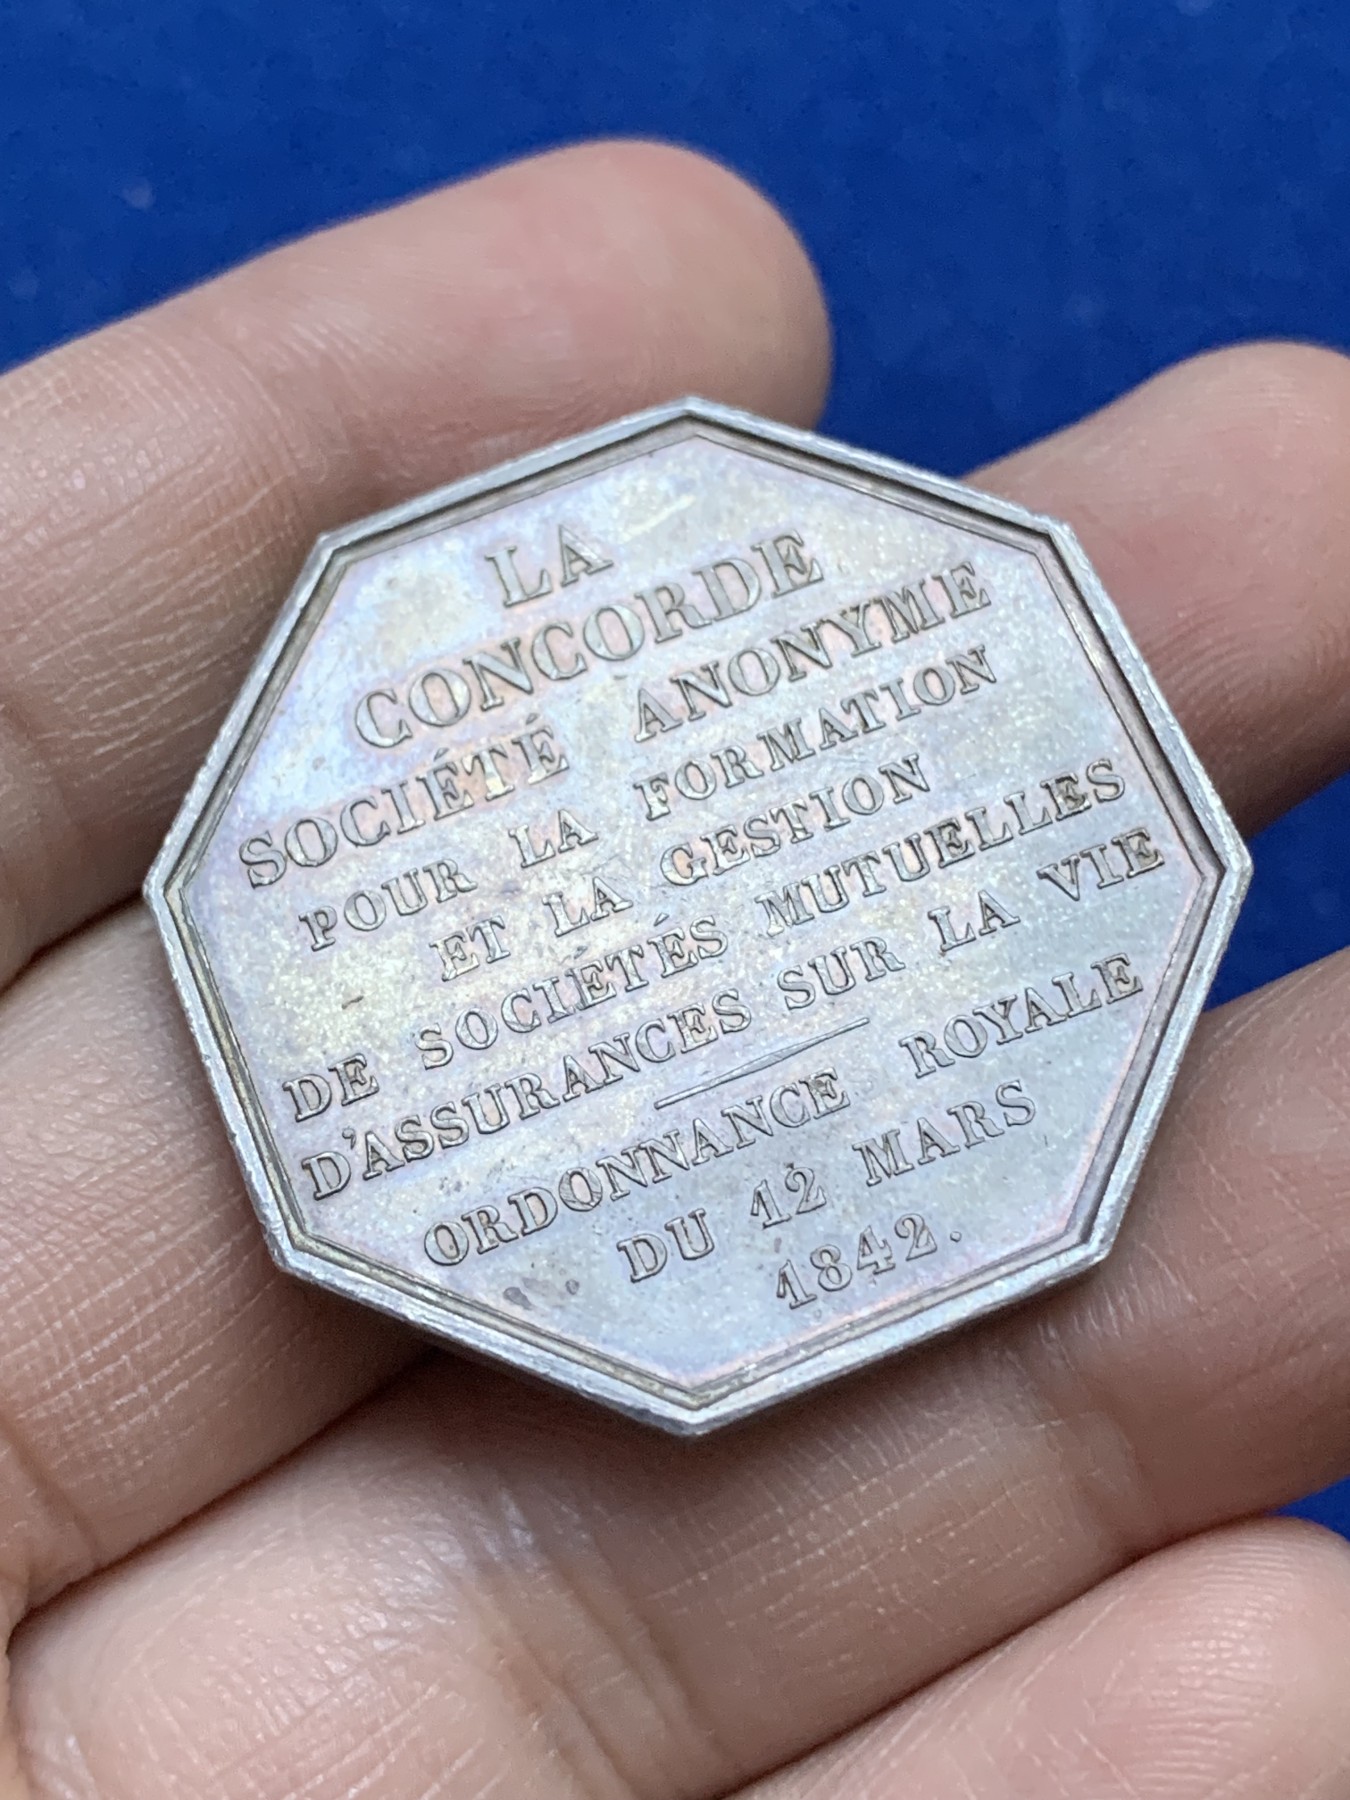 LA
CONCORDE
SOCIÉTÉ ANONYME
POUR LA FORMATION
ET LA GESTION
DE SOCIÉTÉS MUTUELLES
D'ASSURANCES SUR LA VIE
ORDONNANCE ROYALE
DU 12 MARS
1842.